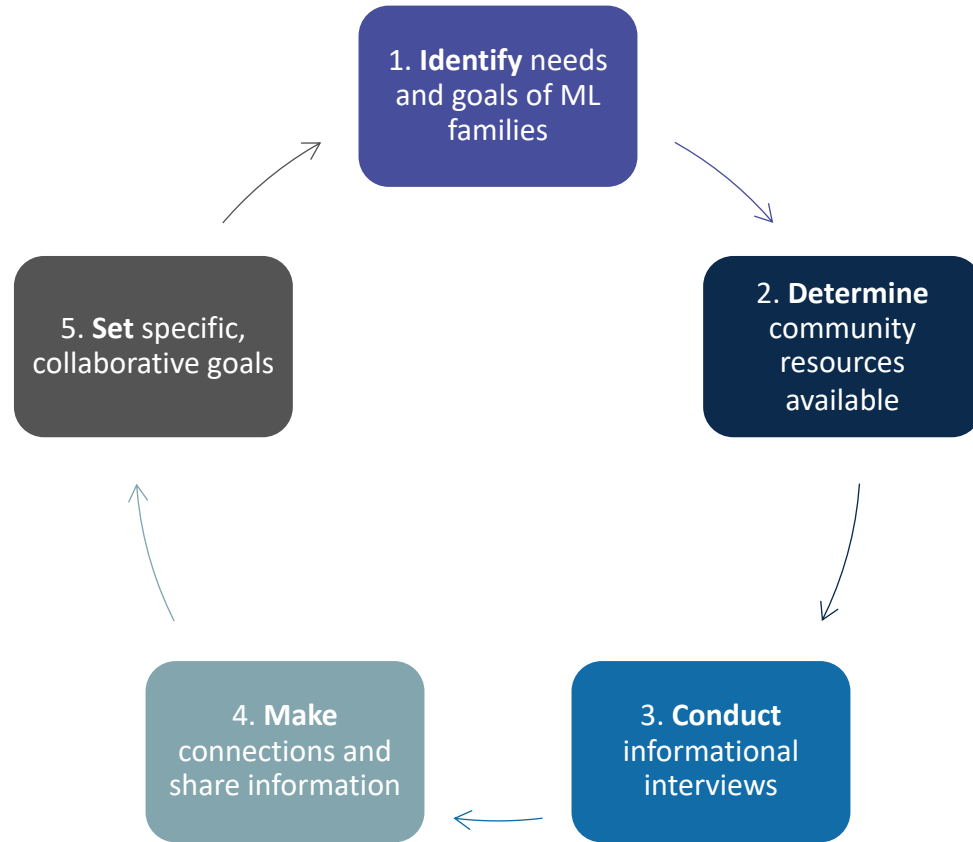 1. Identify needs
and goals of ML
families
2. Determine
community
resources
available
3. Conduct
informational
interviews
4. Make
connections and
share information
5. Set specific,
collaborative goals